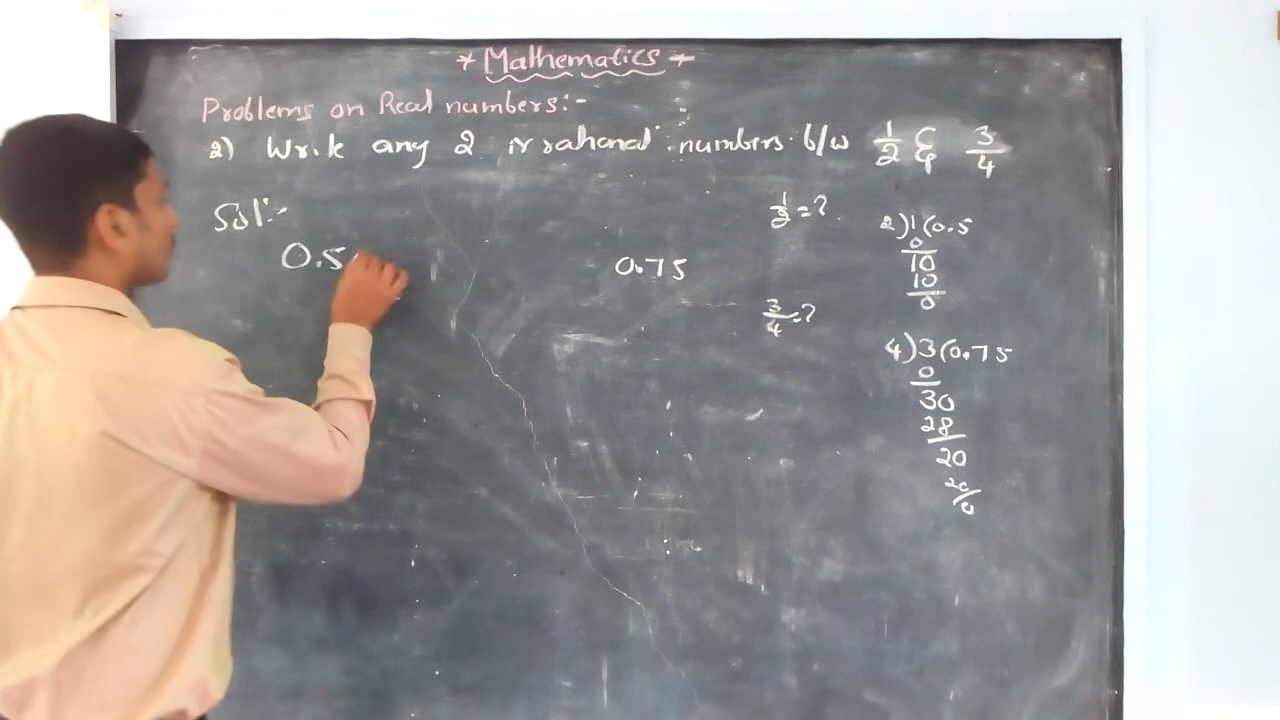 * Mathematics *
Problems on Real numbers:-
2) Write any 2 irrational numbers b/w 1/2 & 3/4
Sol:-
0.5 0.75
1/2 = ?
2)1(0.5
0
10
10
0
3/4 = ?
4)3(0.75
0
30
28
20
20
0